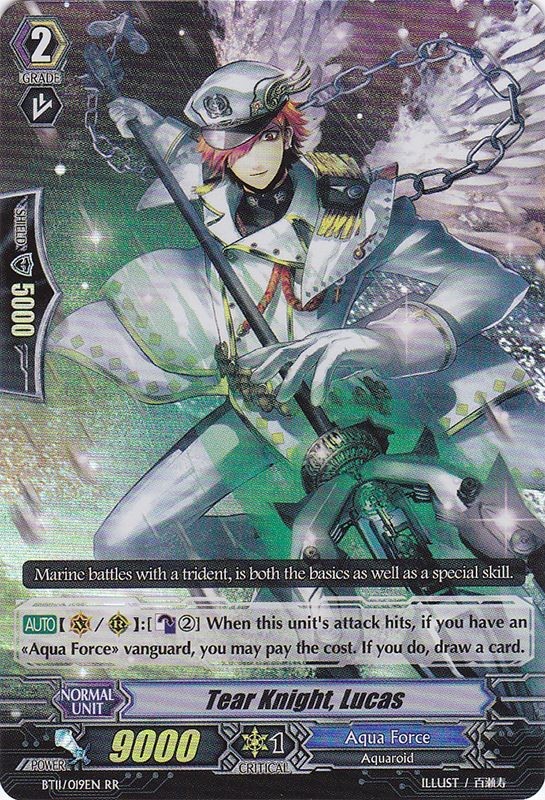 2
GRADE
SHIELD
5000
Marine battles with a trident, is both the basics as well as a special skill.
AUTO【 V / R 】:[ ② ] When this unit's attack hits, if you have an
«Aqua Force» vanguard, you may pay the cost. If you do, draw a card.
NORMAL
UNIT
Tear Knight, Lucas
POWER
9000
1
CRITICAL
Aqua Force
Aquaroid
BT11/019EN RR
ILLUST / 百瀬寿